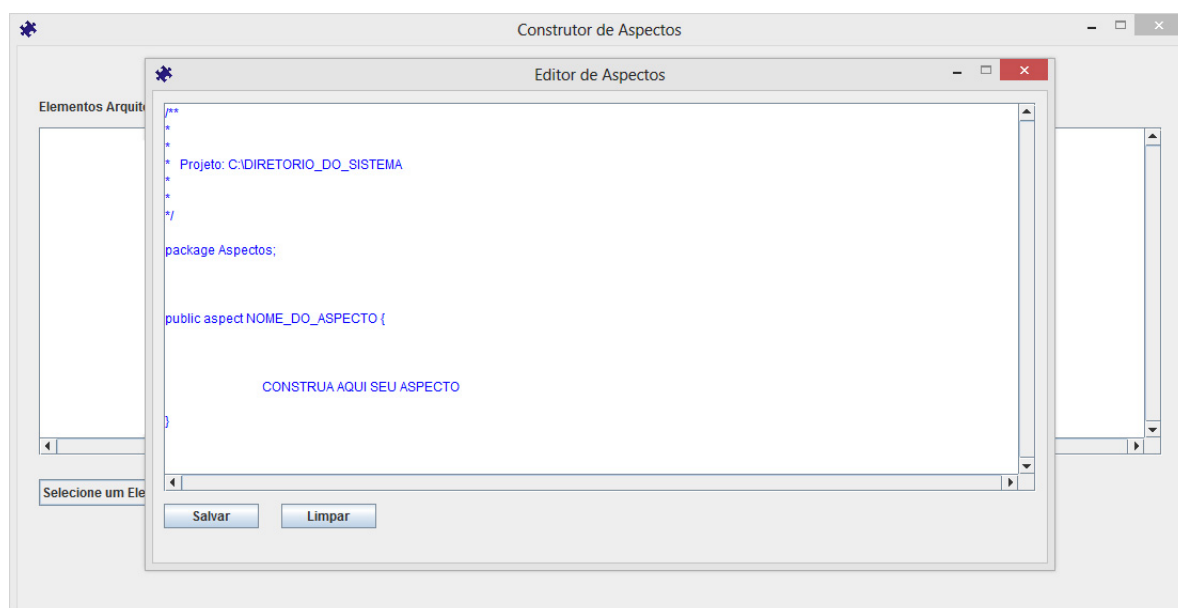 Construtor de Aspectos
Editor de Aspectos
Elementos Arquite
/**
*
*
* Projeto: C:\DIRETORIO_DO_SISTEMA
*
*
*/
package Aspectos;
public aspect NOME_DO_ASPECTO {
CONSTRUA AQUI SEU ASPECTO
}
Selecione um Ele
Salvar Limpar